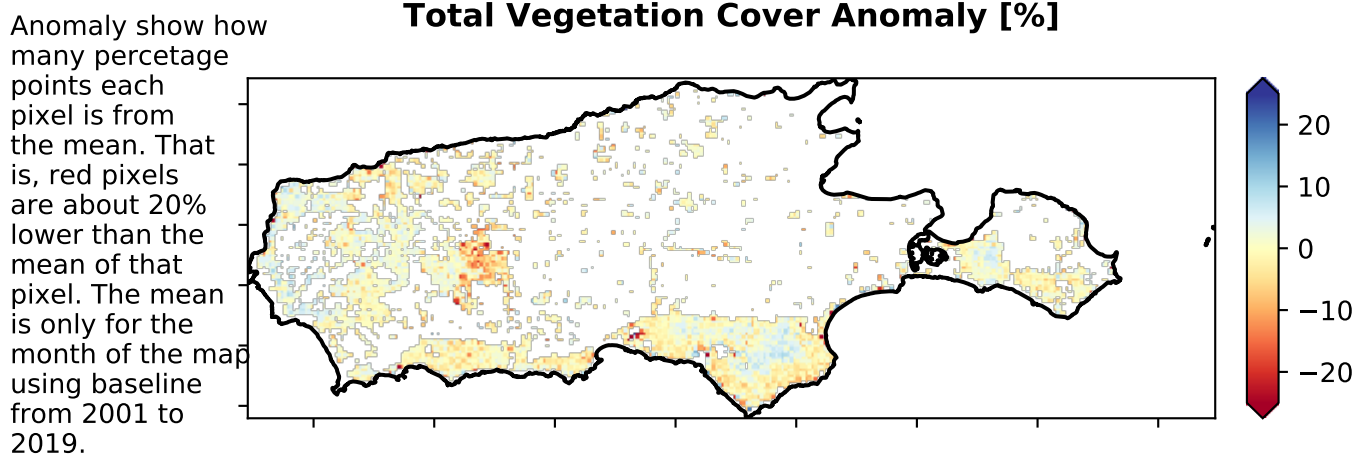 Total Vegetation Cover Anomaly [%]
Anomaly show how
many percetage
points each
pixel is from
the mean. That
is, red pixels
are about 20%
lower than the
mean of that
pixel. The mean
is only for the
month of the map
using baseline
from 2001 to
2019.
20
10
0
−10
−20